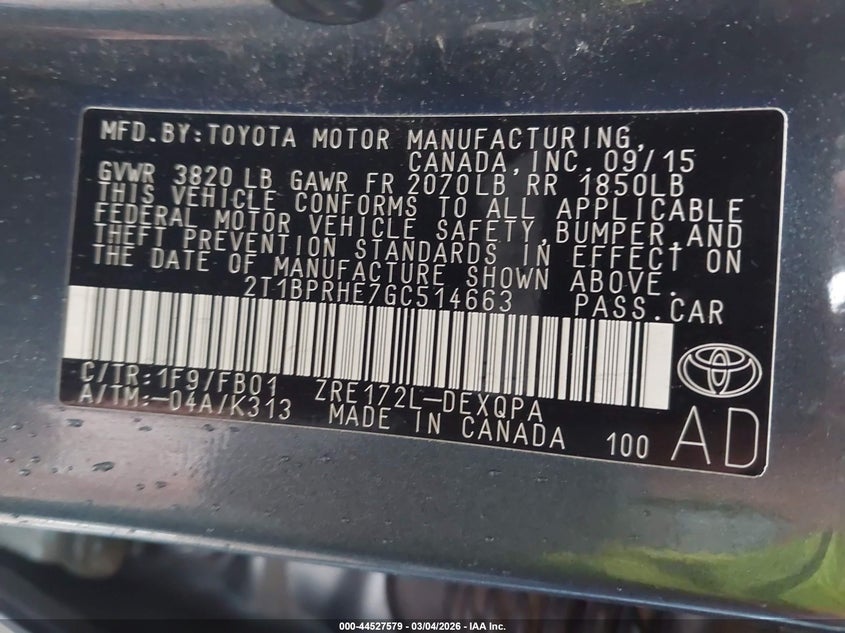 MFD.BY:TOYOTA MOTOR MANUFACTURING,
CANADA,INC.09/15
GVWR 3820 LB GAWR FR 2070LB RR 1850LB
THIS VEHICLE CONFORMS TO ALL APPLICABLE
FEDERAL MOTOR VEHICLE SAFETY,BUMPER,AND
THEFT PREVENTION STANDARDS IN EFFECT ON
THE DATE OF MANUFACTURE SHOWN ABOVE.
2T1BPRHE7GC514663 PASS.CAR
C/TR:1F9/FB01 ZRE172L-DEXQPA
A/TM:-04A/K313 MADE IN CANADA 100 AD
000-44527579 — 03/04/2026 — IAA Inc.